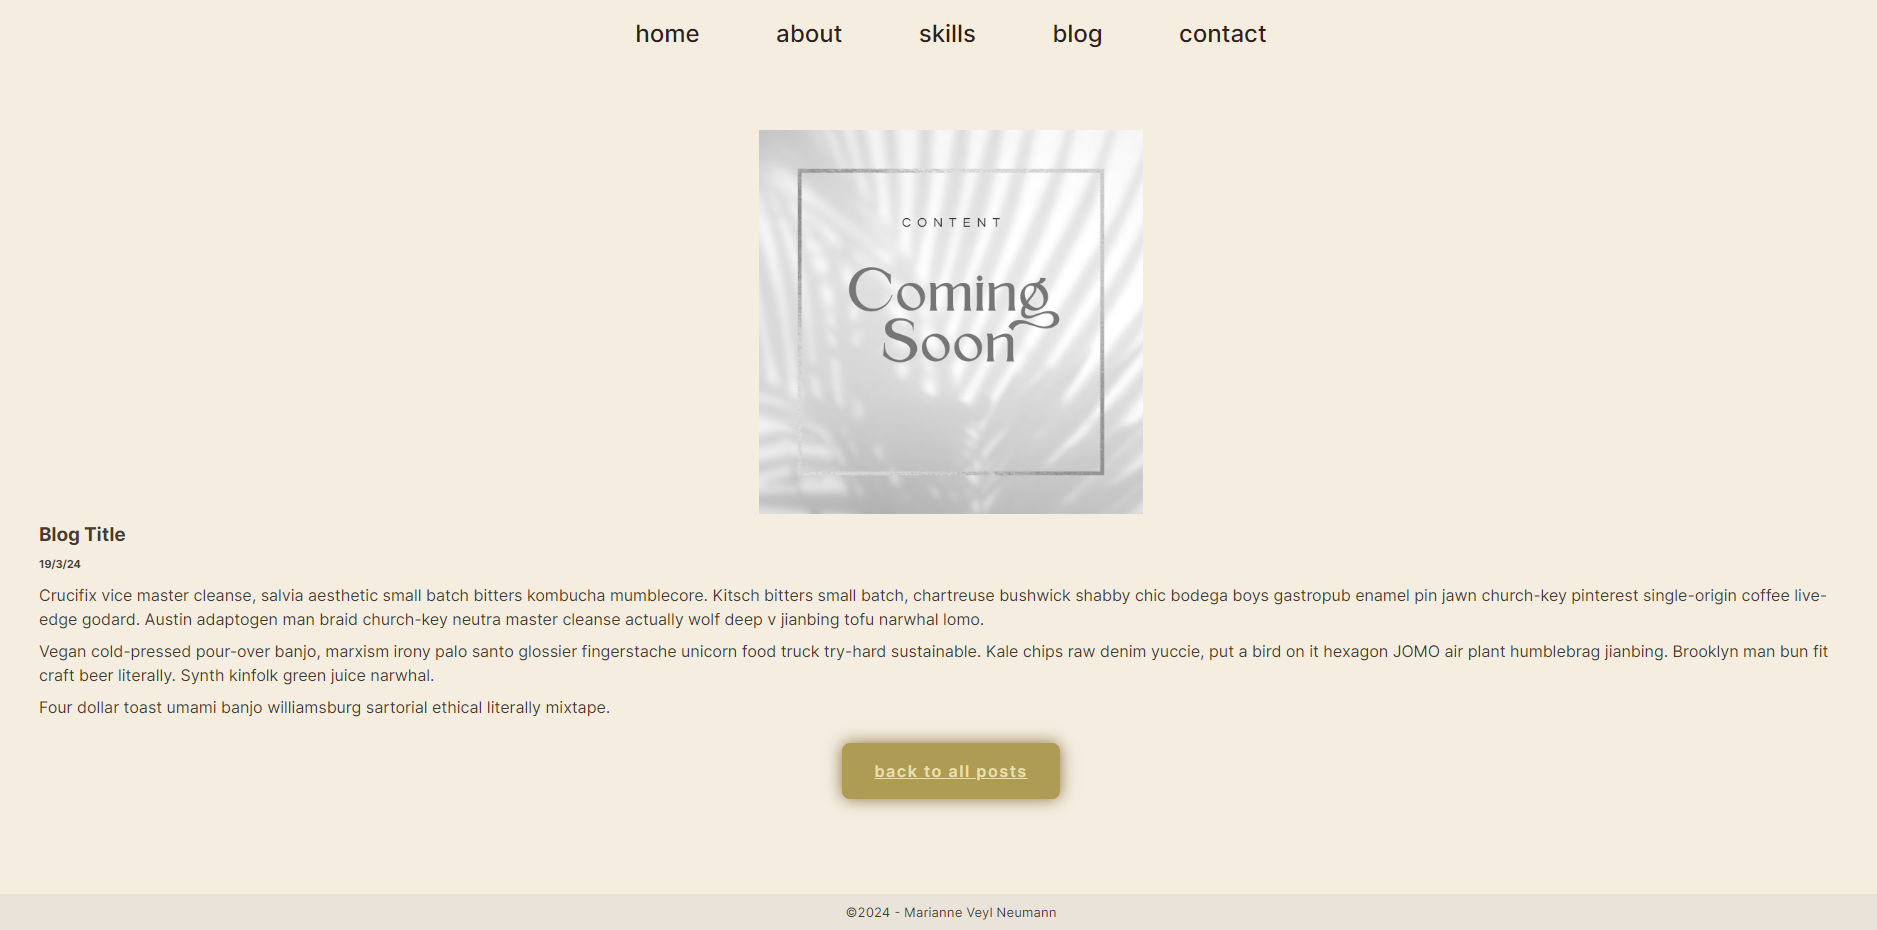 home about skills blog contact
CONTENT
Coming
Soon
Blog Title
19/3/24
Crucifix vice master cleanse, salvia aesthetic small batch bitters kombucha mumblecore. Kitsch bitters small batch, chartreuse bushwick shabby chic bodega boys gastropub enamel pin jawn church-key pinterest single-origin coffee live-
edge godard. Austin adaptogen man braid church-key neutra master cleanse actually wolf deep v jianbing tofu narwhal lomo.
Vegan cold-pressed pour-over banjo, marxism irony palo santo glossier fingerstache unicorn food truck try-hard sustainable. Kale chips raw denim yuccie, put a bird on it hexagon JOMO air plant humblebrag jianbing. Brooklyn man bun fit
craft beer literally. Synth kinfolk green juice narwhal.
Four dollar toast umami banjo williamsburg sartorial ethical literally mixtape.
back to all posts
©2024 - Marianne Veyl Neumann